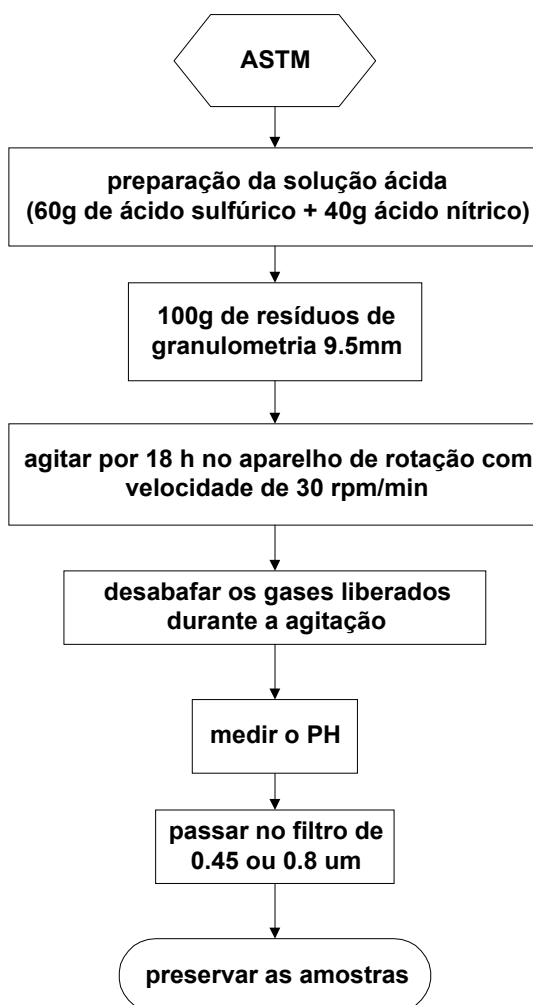 ASTM
preparação da solução ácida
(60g de ácido sulfúrico + 40g ácido nítrico)
100g de resíduos de
granulometria 9.5mm
agitar por 18 h no aparelho de rotação com
velocidade de 30 rpm/min
desabafar os gases liberados
durante a agitação
medir o PH
passar no filtro de
0.45 ou 0.8 um
preservar as amostras